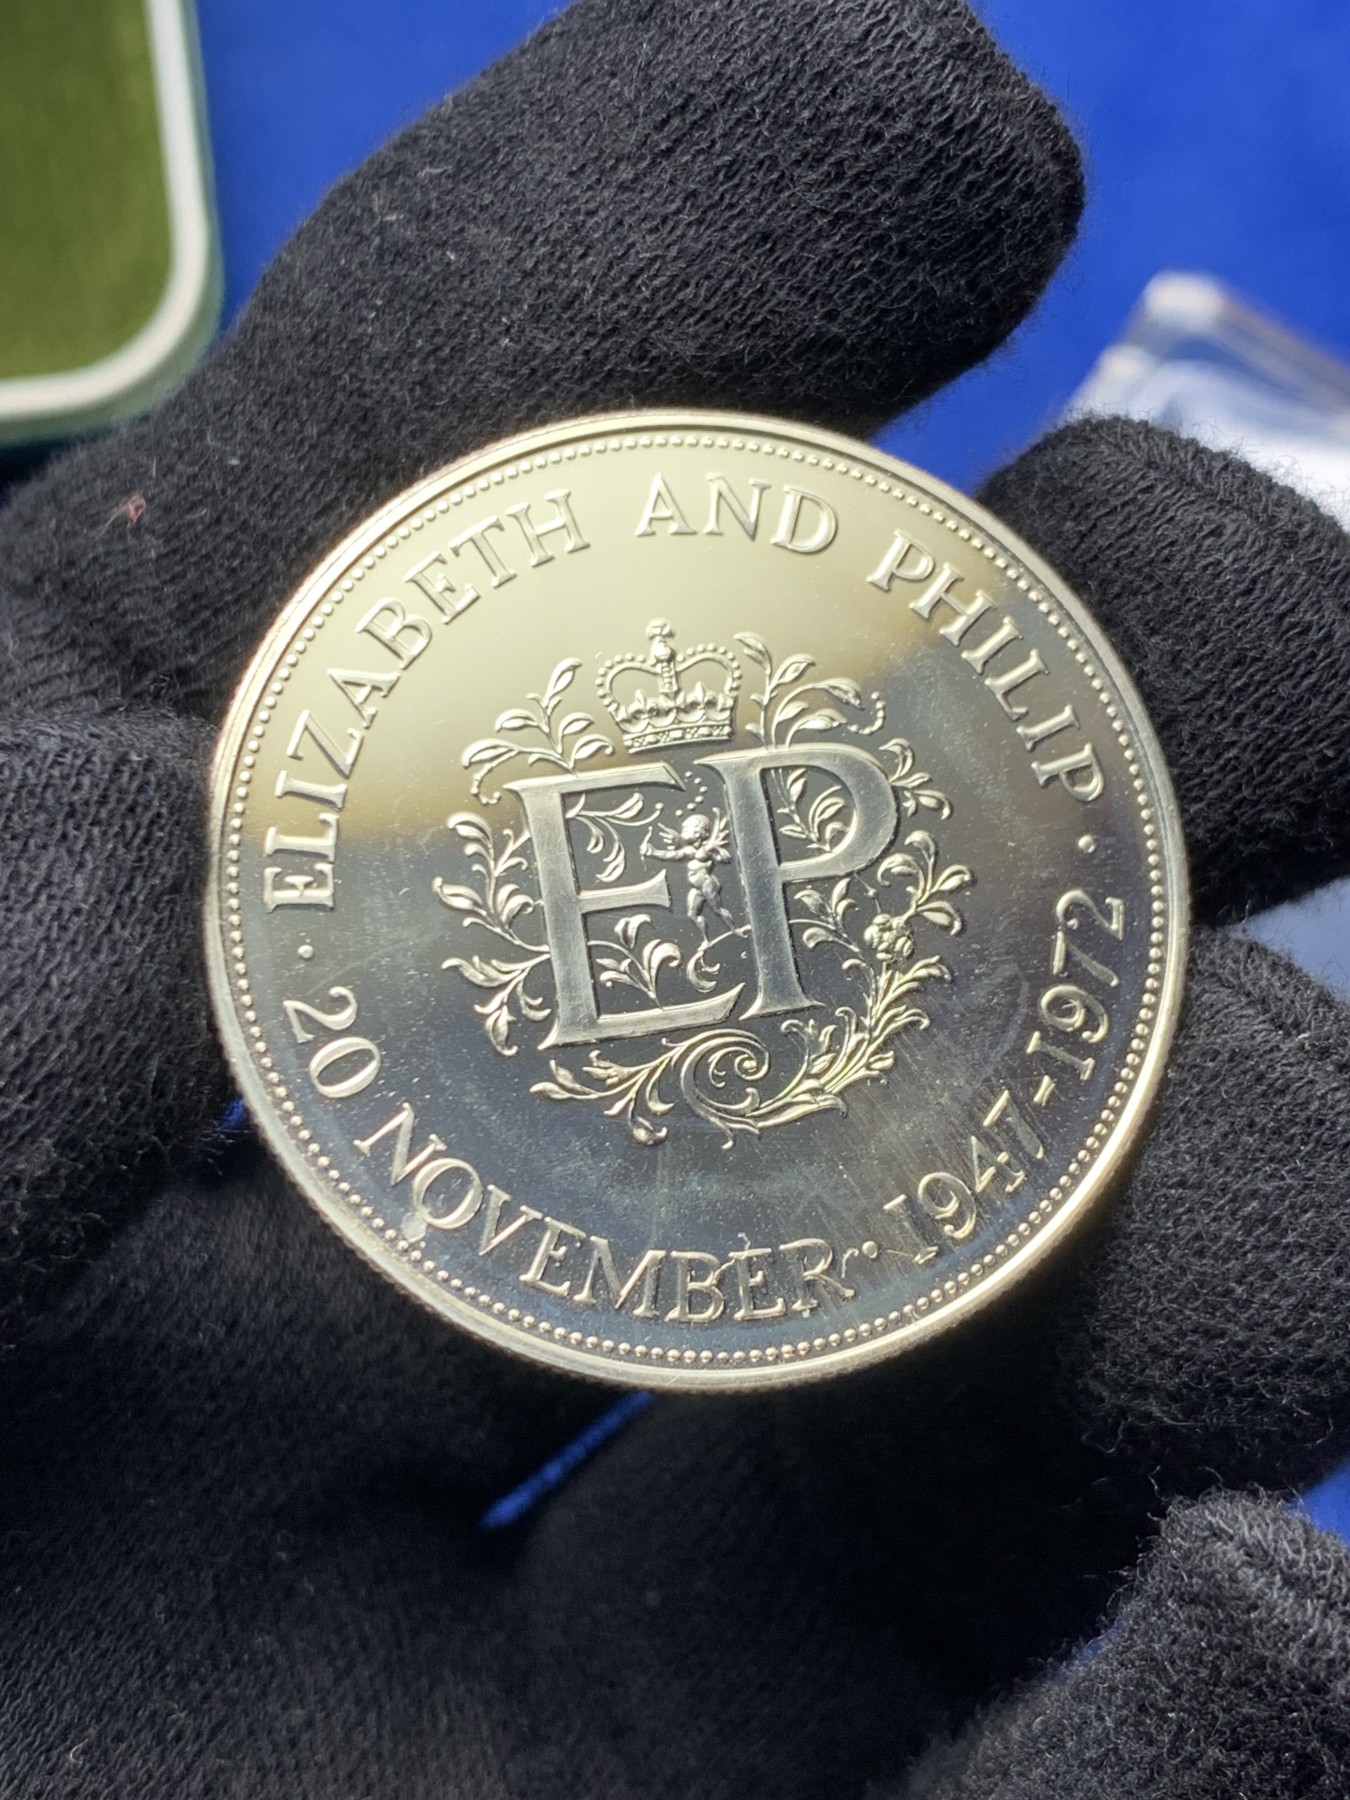 ELIZABETH AND PHILIP
· 20 NOVEMBER · 1947-1972 ·
EP